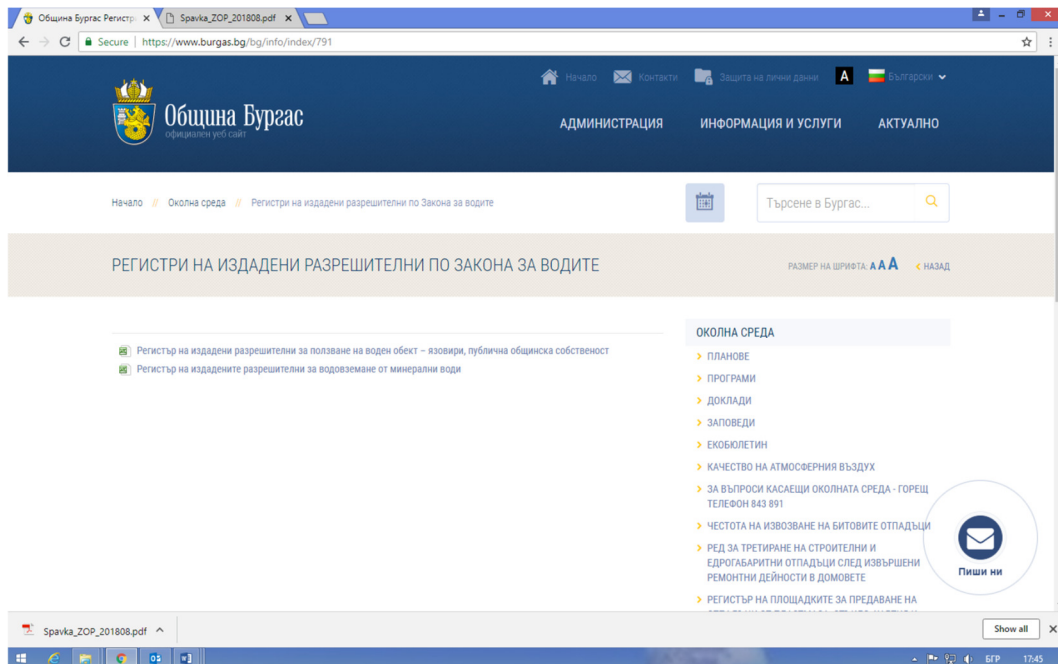 Община Бургас Регистр
Spavka_ZOP_201808.pdf
Secure | https://www.burgas.bg/bg/info/index/791
Начало
Контакти
Защита на лични данни
A
Български
Община Бургас
официален уеб сайт
АДМИНИСТРАЦИЯ
ИНФОРМАЦИЯ И УСЛУГИ
АКТУАЛНО
Начало // Околна среда // Регистри на издадени разрешителни по Закона за водите
Търсене в Бургас...
РЕГИСТРИ НА ИЗДАДЕНИ РАЗРЕШИТЕЛНИ ПО ЗАКОНА ЗА ВОДИТЕ
РАЗМЕР НА ШРИФТА: A A A
НАЗАД
Регистър на издадени разрешителни за ползване на воден обект – язовири, публична общинска собственост
Регистър на издадените разрешителни за водовземане от минерални води
ОКОЛНА СРЕДА
ПЛАНОВЕ
ПРОГРАМИ
ДОКЛАДИ
ЗАПОВЕДИ
ЕКОБЮЛЕТИН
КАЧЕСТВО НА АТМОСФЕРНИЯ ВЪЗДУХ
ЗА ВЪПРОСИ КАСАЕЩИ ОКОЛНАТА СРЕДА - ГОРЕЩ
ТЕЛЕФОН 843 891
ЧЕСТОТА НА ИЗВОЗВАНЕ НА БИТОВИТЕ ОТПАДЪЦИ
РЕД ЗА ТРЕТИРАНЕ НА СТРОИТЕЛНИ И
ЕДРОГАБАРИТНИ ОТПАДЪЦИ СЛЕД ИЗВЪРШЕНИ
РЕМОНТНИ ДЕЙНОСТИ В ДОМОВЕТЕ
РЕГИСТЪР НА ПЛОЩАДКИТЕ ЗА ПРЕДАВАНЕ НА
Пиши ни
Spavka_ZOP_201808.pdf
Show all
БГР
17:45